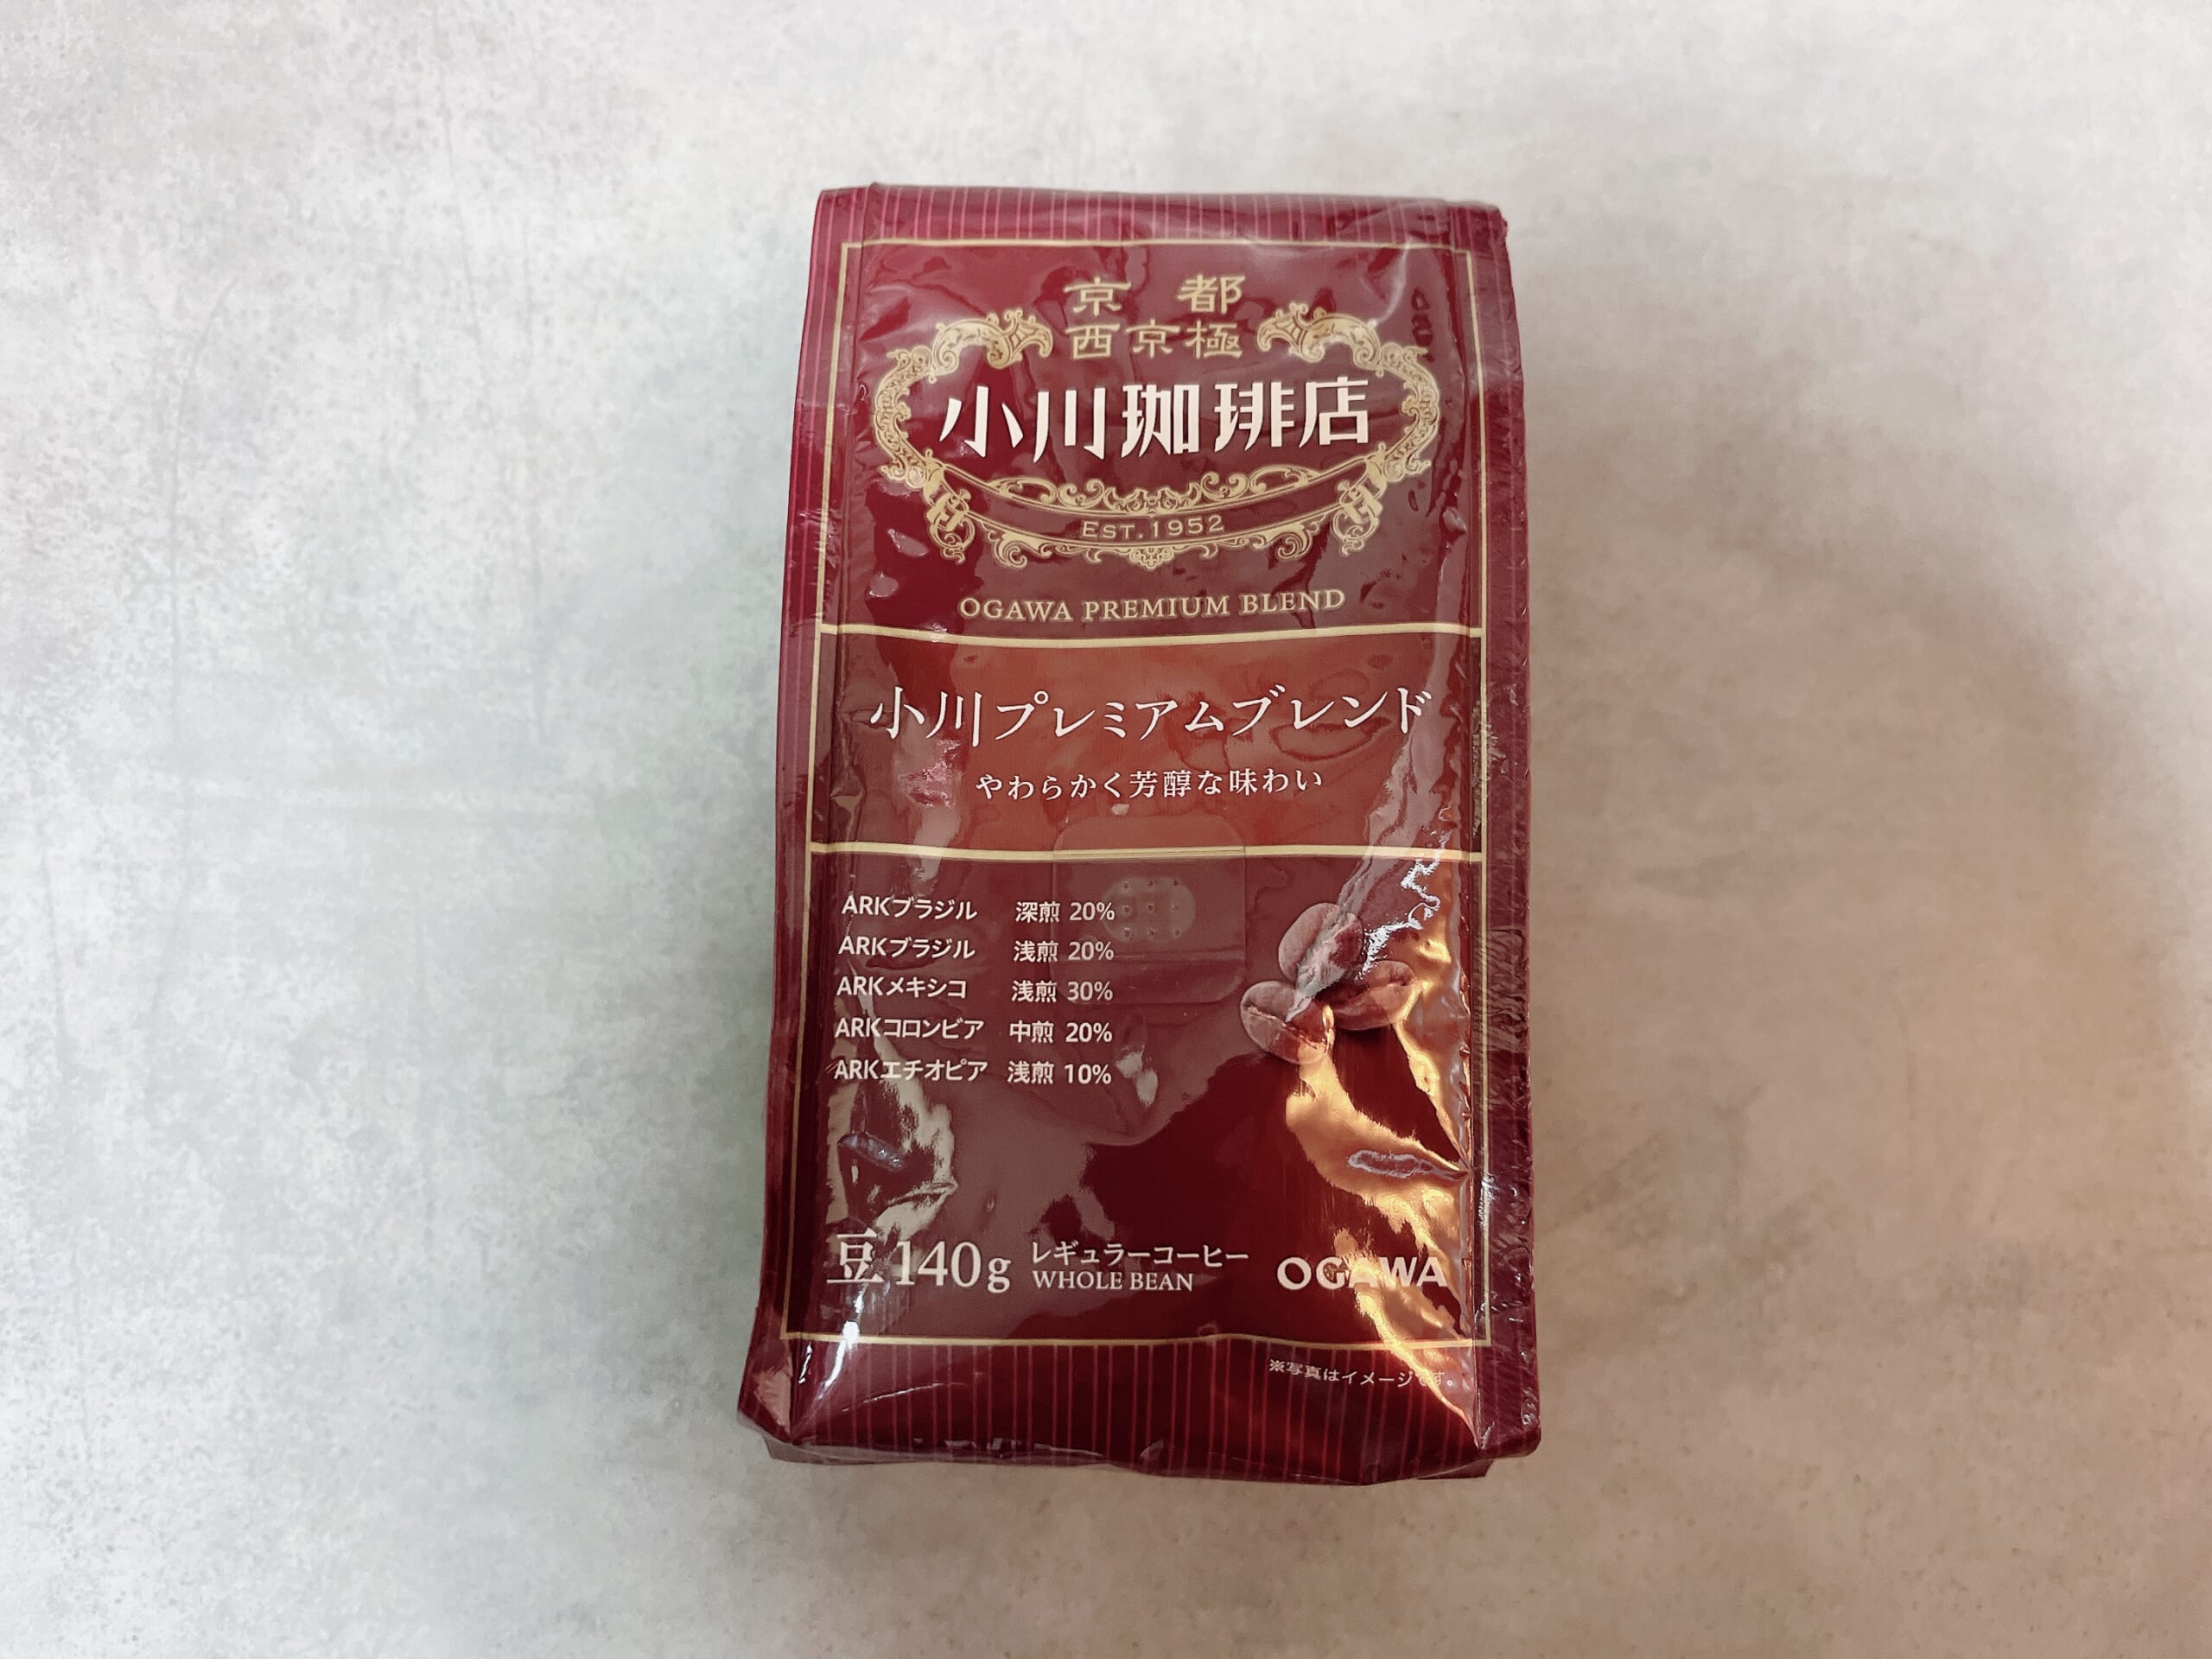 京都
西京極
小川珈琲店
EST.1952
OGAWA PREMIUM BLEND
小川プレミアムブレンド
やわらかく芳醇な味わい
ARKブラジル 深煎 20%
ARKブラジル 浅煎 20%
ARKメキシコ 浅煎 30%
ARKコロンビア 中煎 20%
ARKエチオピア 浅煎 10%
豆140g レギュラーコーヒー
WHOLE BEAN
OGAWA
※写真はイメージです。